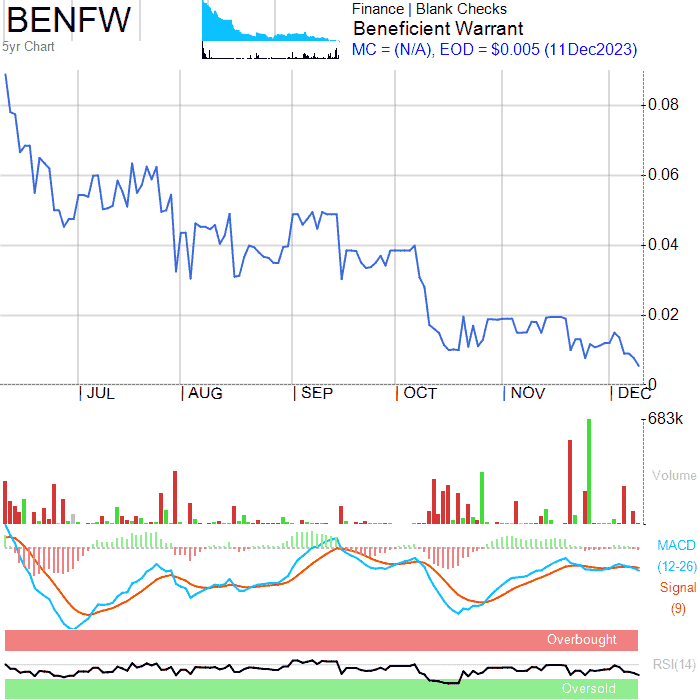 BENFW
5yr Chart
Finance | Blank Checks
Beneficient Warrant
MC = (N/A), EOD = $0.005 (11Dec2023)
0.08
0.06
0.04
0.02
0
JUL AUG SEP OCT NOV DEC
683k
Volume
MACD
(12-26)
Signal
(9)
Overbought
RSI(14)
Oversold